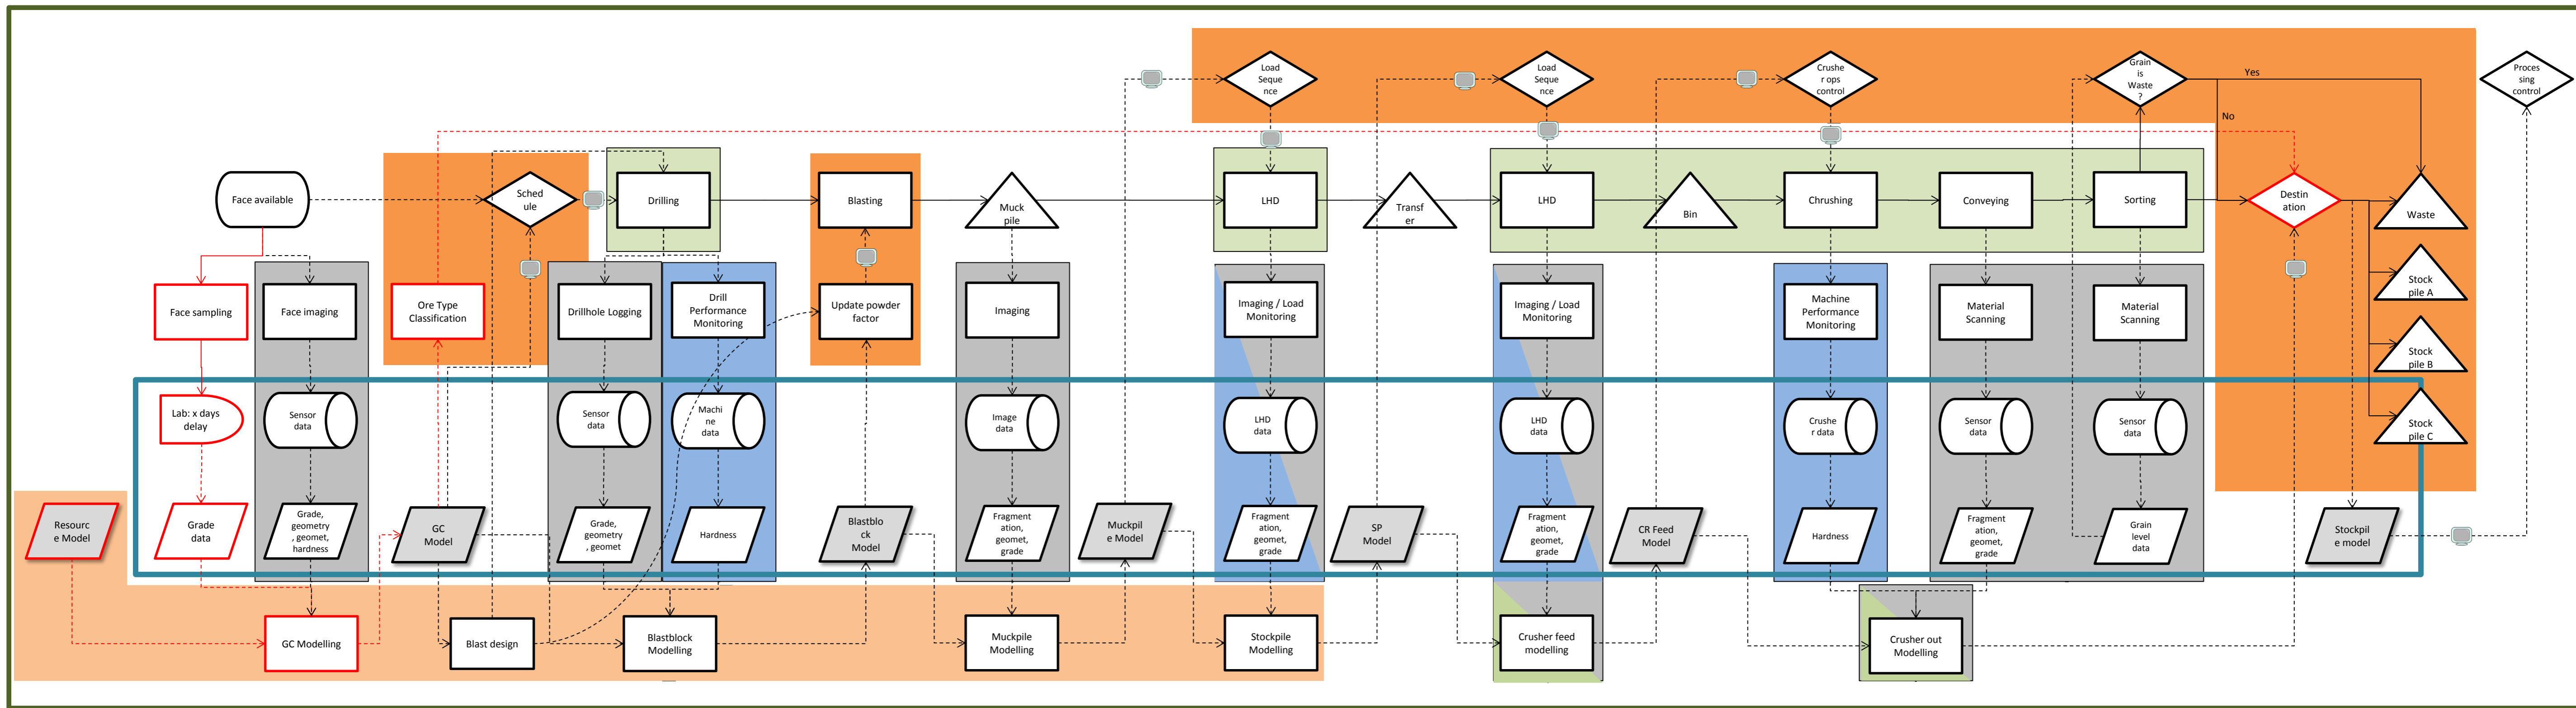 Load
Seque
nce
Load
Seque
nce
Crushe
r ops
control
Grain
is
Waste
?
Yes
Proces
sing
control
No
Face available
Sched
ule
Drilling
Blasting
Muck
pile
LHD
Transf
er
LHD
Bin
Chrushing
Conveying
Sorting
Destin
ation
Waste
Face sampling
Face imaging
Ore Type
Classification
Drillhole Logging
Drill
Performance
Monitoring
Update powder
factor
Imaging
Imaging / Load
Monitoring
Imaging / Load
Monitoring
Machine
Performance
Monitoring
Material
Scanning
Material
Scanning
Stock
pile A
Stock
pile B
Lab: x days
delay
Sensor
data
Sensor
data
Machi
ne
data
Image
data
LHD
data
LHD
data
Crushe
r data
Sensor
data
Sensor
data
Stock
pile C
Resourc
e Model
Grade
data
Grade,
geometry
, geomet,
hardness
GC
Model
Grade,
geometry
, geomet
Hardness
Blastblo
ck
Model
Fragment
ation,
geomet,
grade
Muckpil
e Model
Fragment
ation,
geomet,
grade
SP
Model
Fragment
ation,
geomet,
grade
CR Feed
Model
Hardness
Fragment
ation,
geomet,
grade
Grain
level
data
Stockpil
e model
GC Modelling
Blast design
Blastblock
Modelling
Muckpile
Modelling
Stockpile
Modelling
Crusher feed
modelling
Crusher out
Modelling